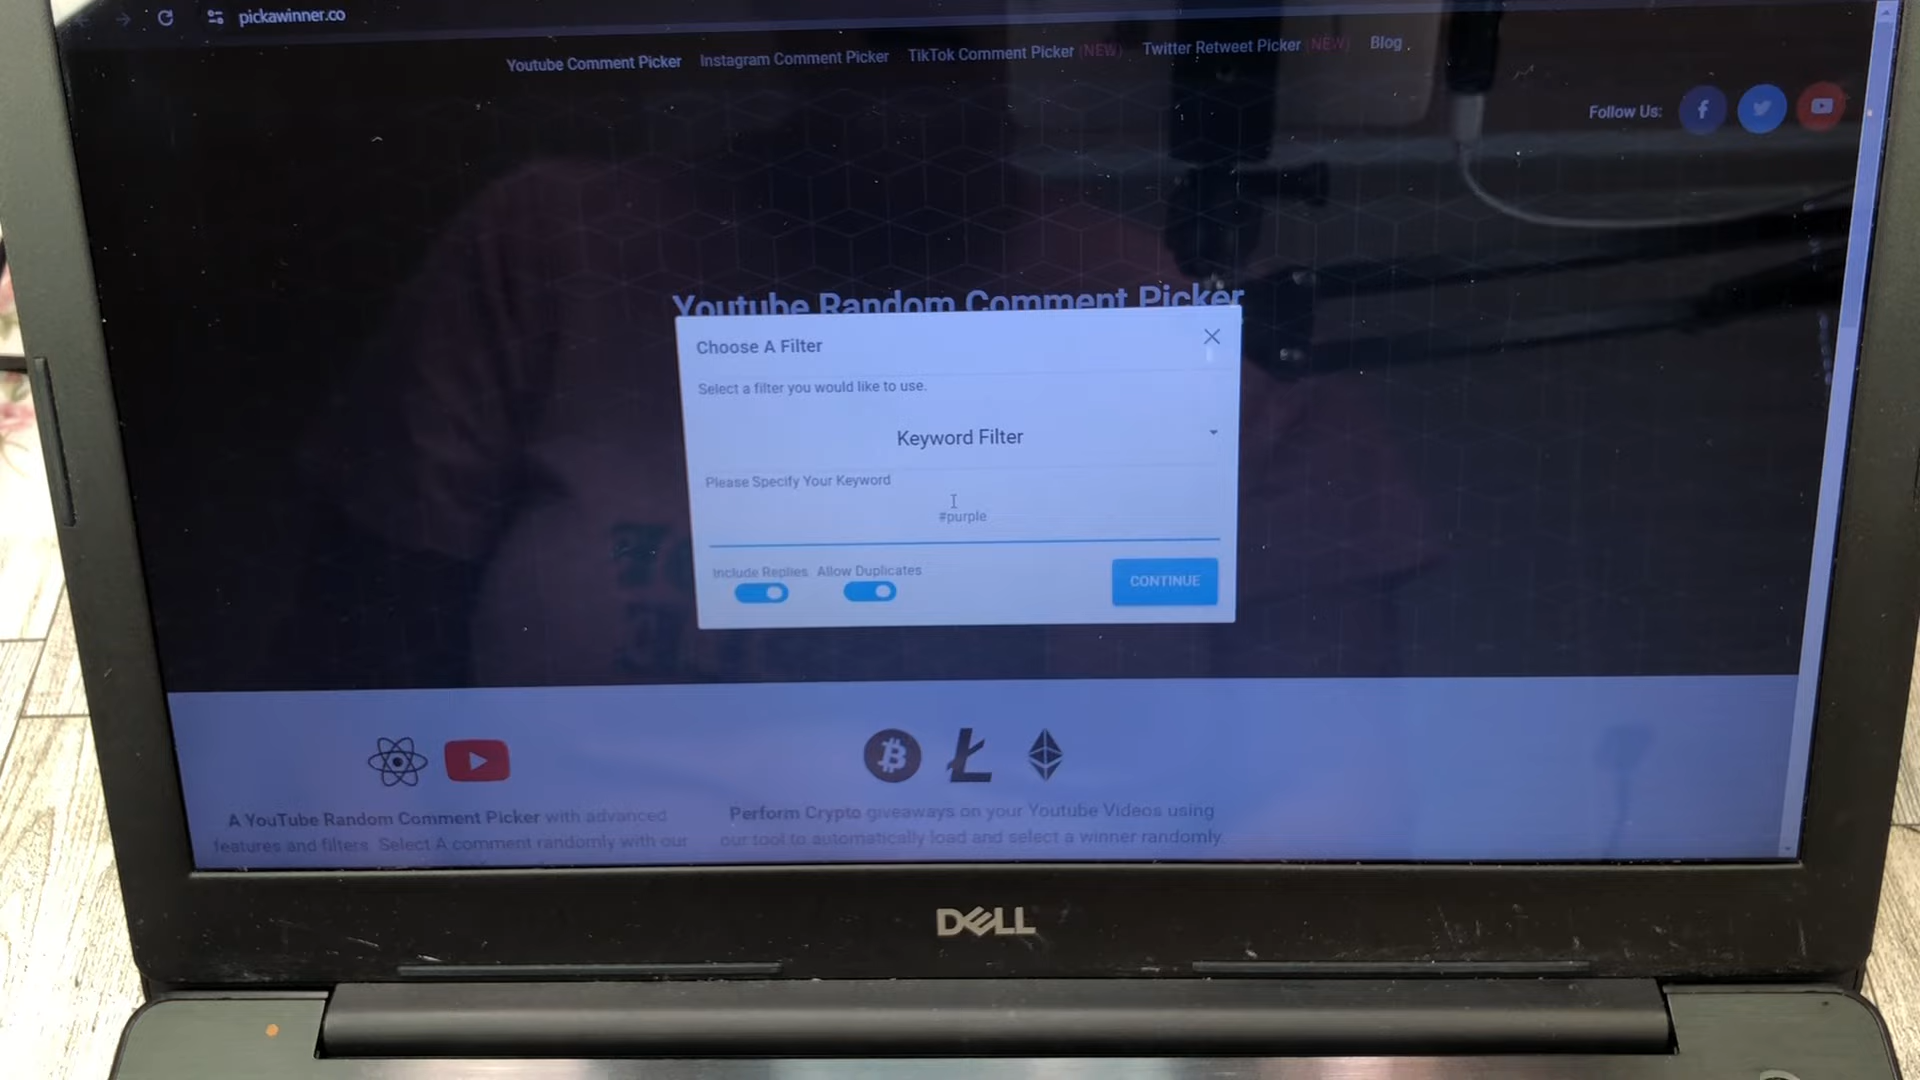 pickawinner.co
Youtube Comment Picker Instagram Comment Picker TikTok Comment Picker (NEW) Twitter Retweet Picker (NEW) Blog
Follow Us:
Youtube Random Comment Picker
Choose A Filter
Select a filter you would like to use.
Keyword Filter
Please Specify Your Keyword
#purple
Include Replies Allow Duplicates
CONTINUE
A YouTube Random Comment Picker with advanced
features and filters. Select A comment randomly with our
Perform Crypto giveaways on your Youtube Videos using
our tool to automatically load and select a winner randomly.
DELL